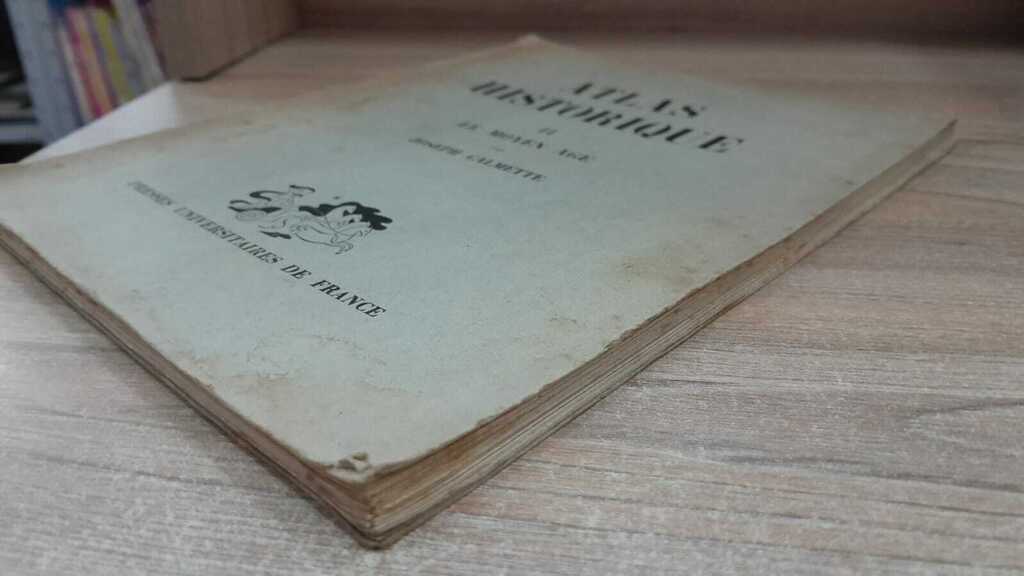 ATLAS
HISTORIQUE
II
LE MOYEN AGE
JOSEPH CALMETTE
PRESSES UNIVERSITAIRES DE FRANCE